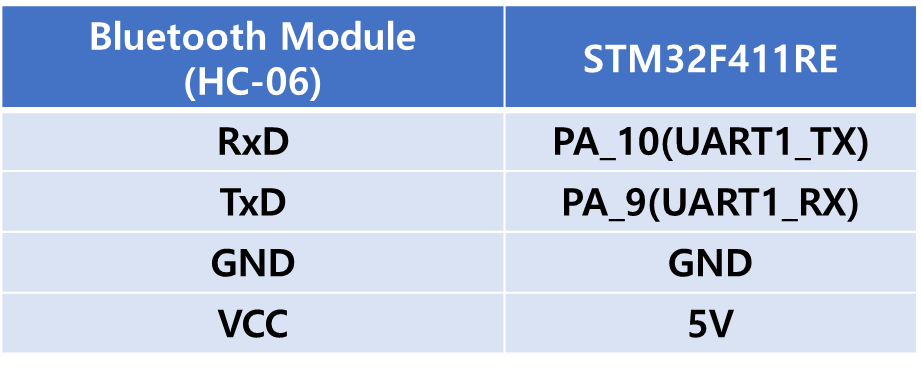 Bluetooth Module
(HC-06)
STM32F411RE
RxD
PA_10(UART1_TX)
TxD
PA_9(UART1_RX)
GND
GND
VCC
5V